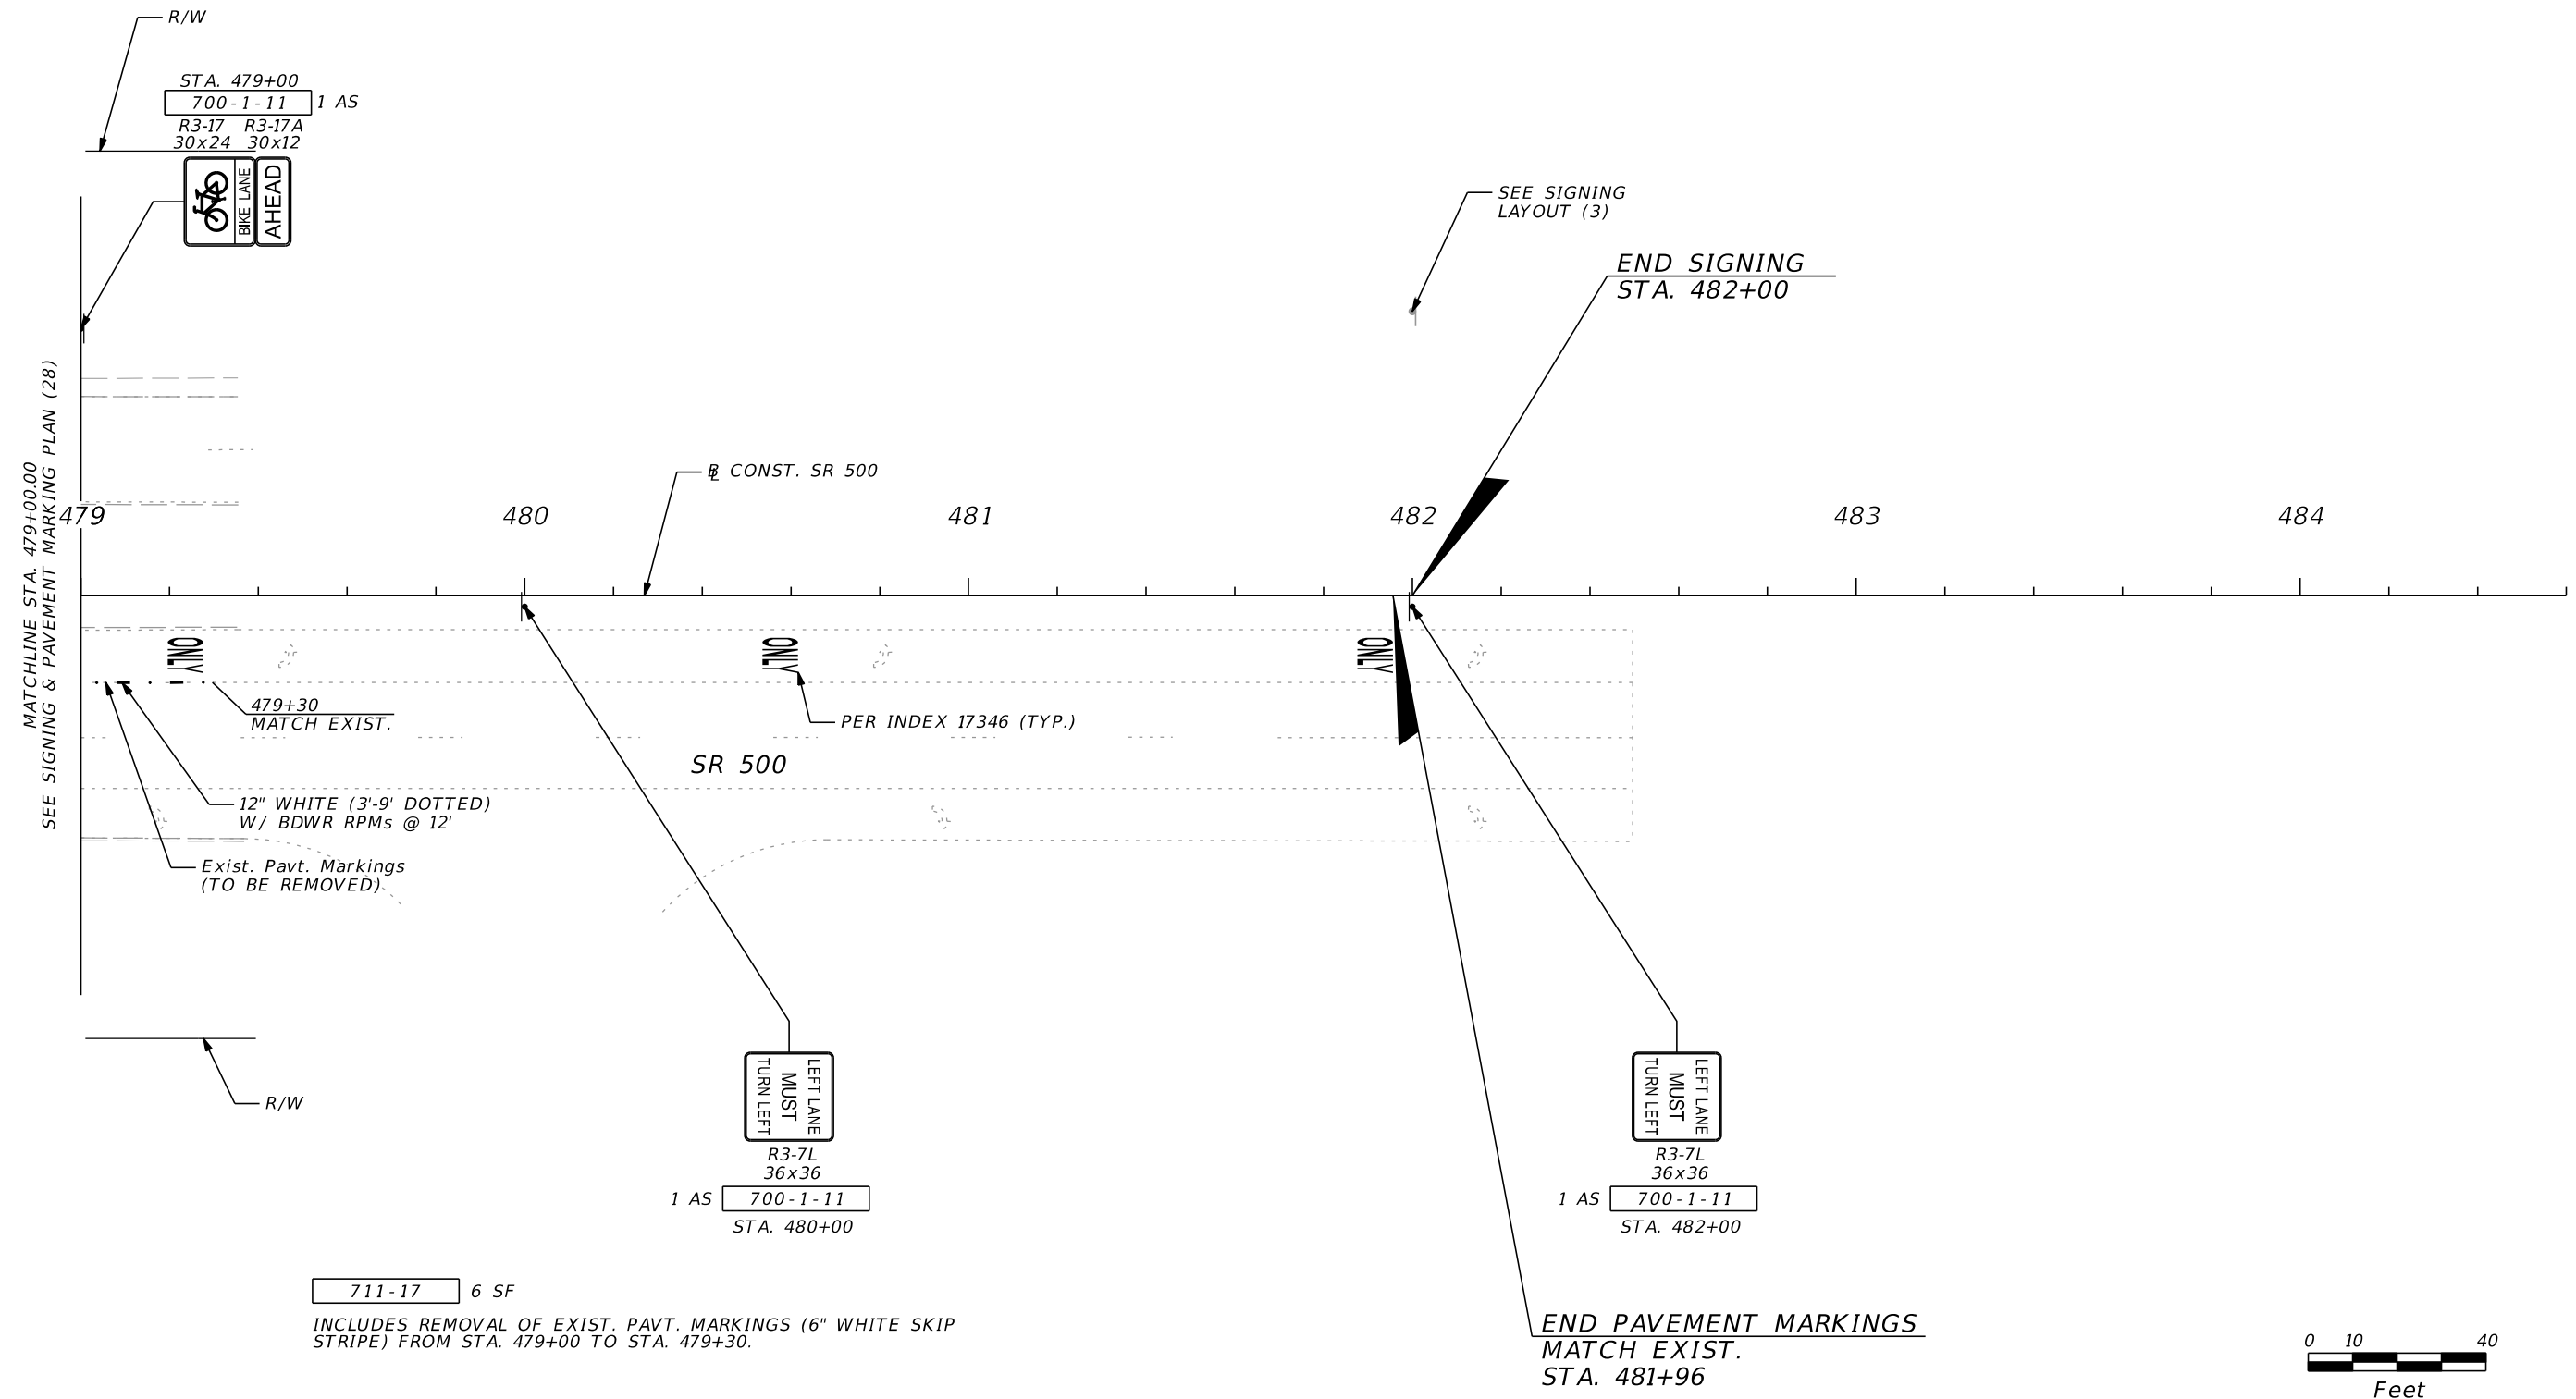 R/W
STA. 479+00
700-1-11 1 AS
R3-17 R3-17A
30x24 30x12
BIKE LANE
AHEAD
SEE SIGNING
LAYOUT (3)
END SIGNING
STA. 482+00
MATCHLINE STA. 479+00.00
SEE SIGNING & PAVEMENT MARKING PLAN (28)
BL CONST. SR 500
479 480 481 482 483 484
ONLY ONLY ONLY
479+30
MATCH EXIST.
PER INDEX 17346 (TYP.)
SR 500
12" WHITE (3'-9' DOTTED)
W/ BDWR RPMs @ 12'
Exist. Pavt. Markings
(TO BE REMOVED)
R/W
LEFT LANE
MUST
TURN LEFT
R3-7L
36x36
1 AS 700-1-11
STA. 480+00
LEFT LANE
MUST
TURN LEFT
R3-7L
36x36
1 AS 700-1-11
STA. 482+00
711-17 6 SF
INCLUDES REMOVAL OF EXIST. PAVT. MARKINGS (6" WHITE SKIP
STRIPE) FROM STA. 479+00 TO STA. 479+30.
END PAVEMENT MARKINGS
MATCH EXIST.
STA. 481+96
0 10 40
Feet